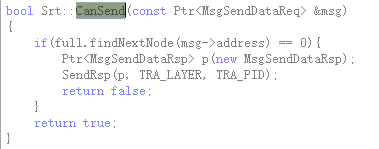 bool Srt::CanSend(const Ptr<MsgSendDataReq> &msg)
{
    if(full.findNextNode(msg->address) == 0){
        Ptr<MsgSendDataRsp> p(new MsgSendDataRsp);
        SendRsp(p, TRA_LAYER, TRA_PID);
        return false;
    }
    return true;
}